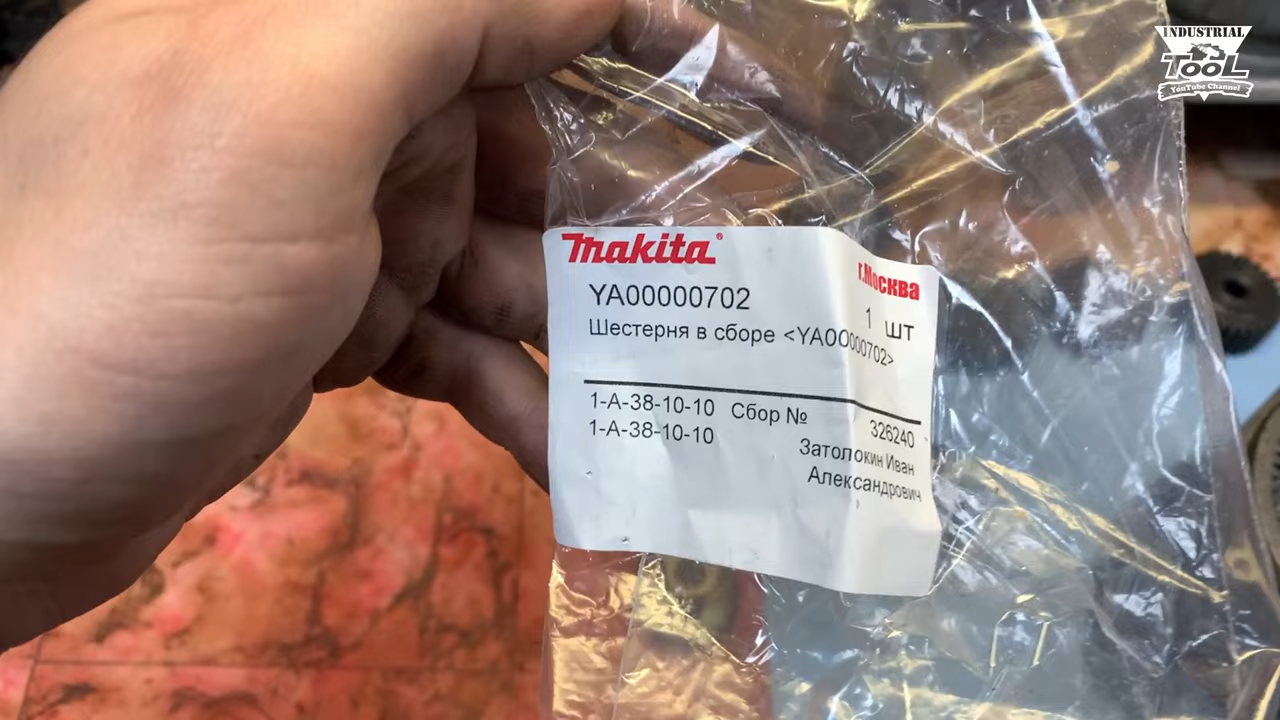 INDUSTRIAL
TOOL
YouTube Channel
makita®
г.Москва
YA00000702
1 шт
Шестерня в сборе <YA00000702>
1-A-38-10-10 Сбор № 326240
1-A-38-10-10
Затолокин Иван
Александрович